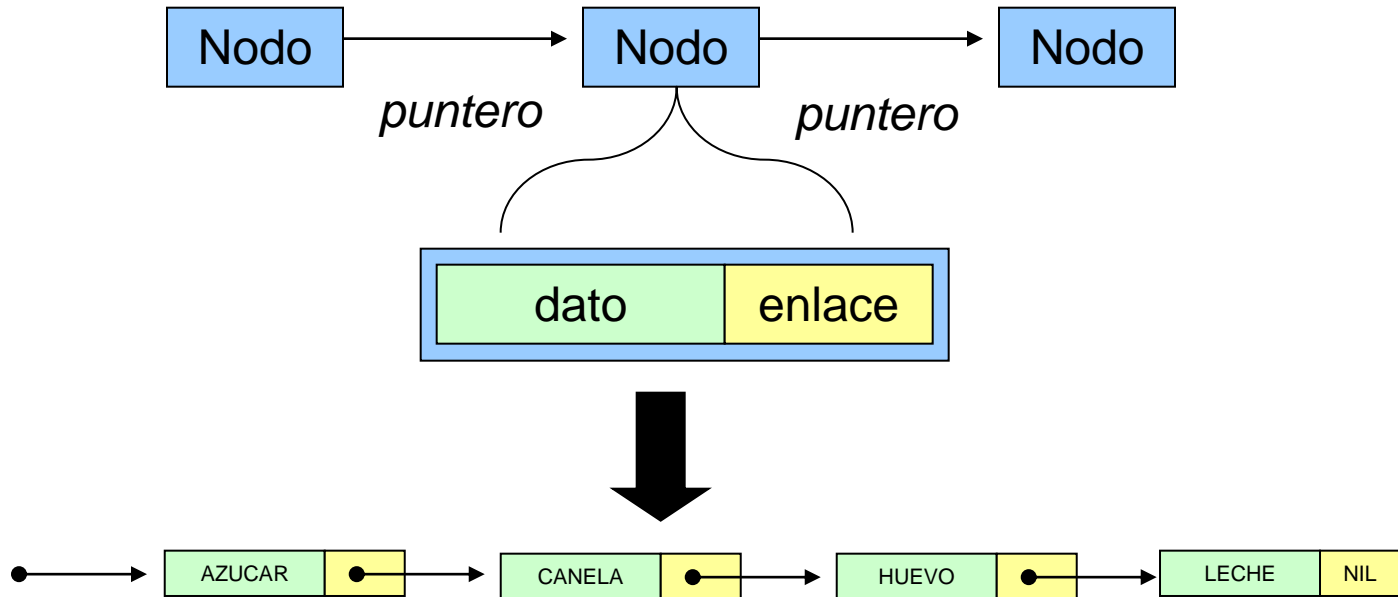 Nodo Nodo Nodo
puntero puntero
dato enlace
AZUCAR CANELA HUEVO LECHE NIL